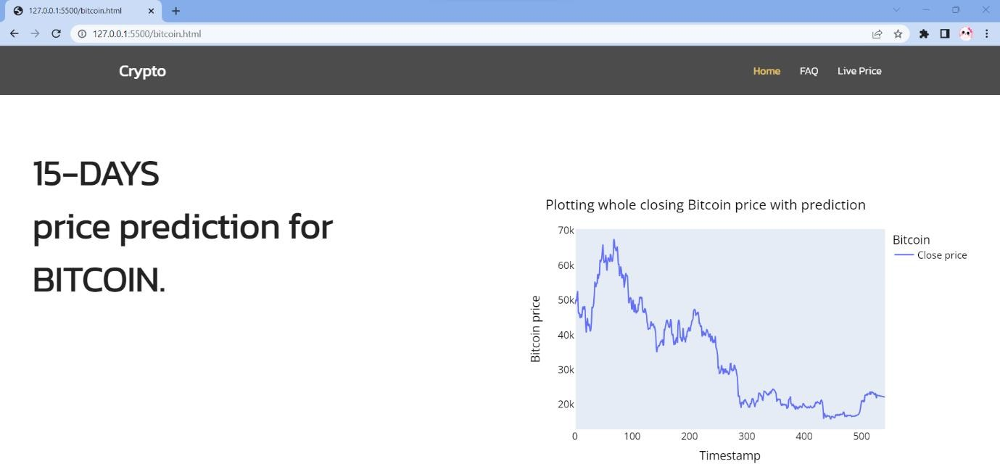 127.0.0.1:5500/bitcoin.html
127.0.0.1:5500/bitcoin.html
Crypto
Home FAQ Live Price
15-DAYS
price prediction for
BITCOIN.
Plotting whole closing Bitcoin price with prediction
70k
60k
50k
40k
30k
20k
Bitcoin price
0 100 200 300 400 500
Timestamp
Bitcoin
Close price